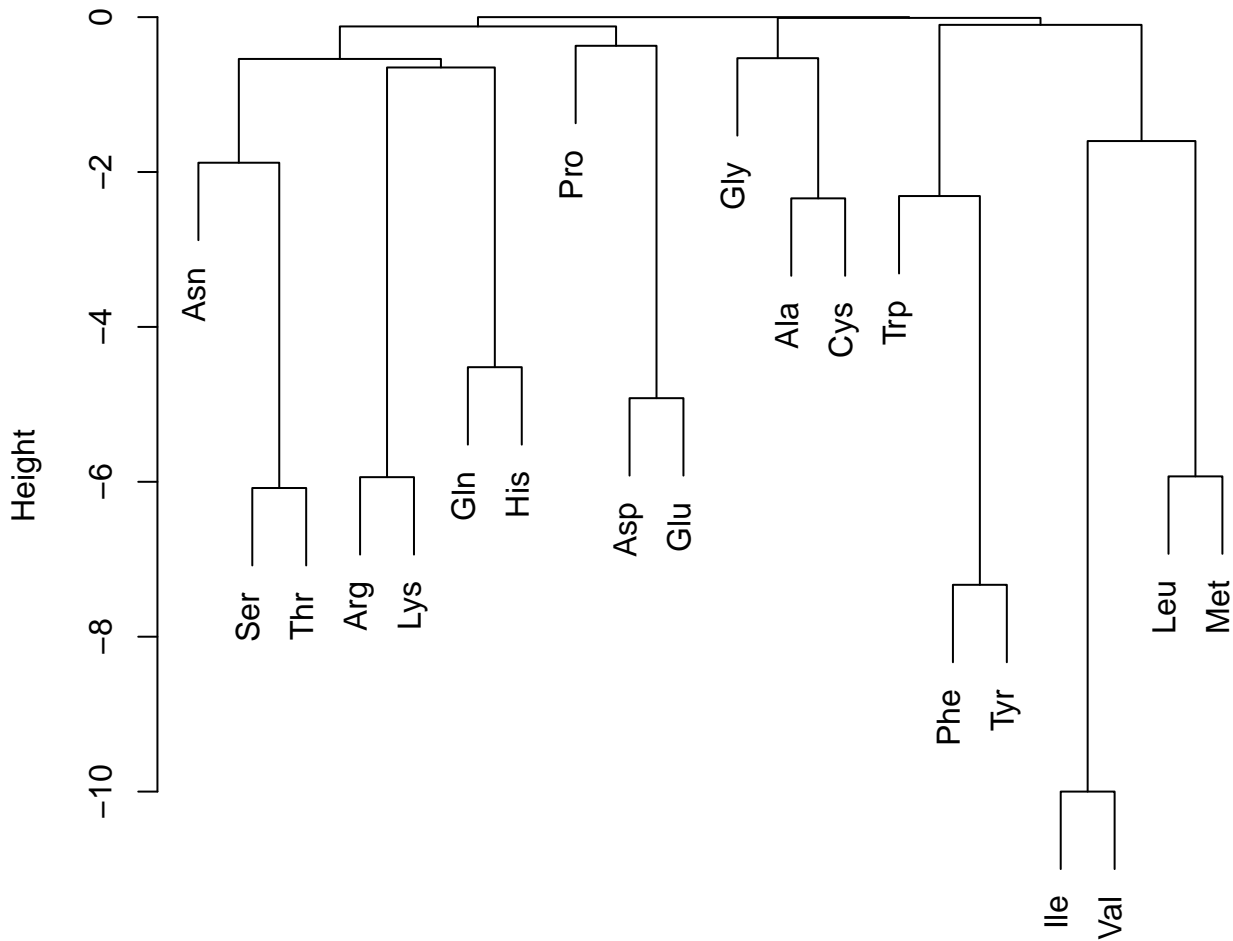 Height
0
−2
−4
−6
−8
−10
Asn
Ser
Thr
Arg
Lys
Gln
His
Pro
Asp
Glu
Gly
Ala
Cys
Trp
Phe
Tyr
Ile
Val
Leu
Met